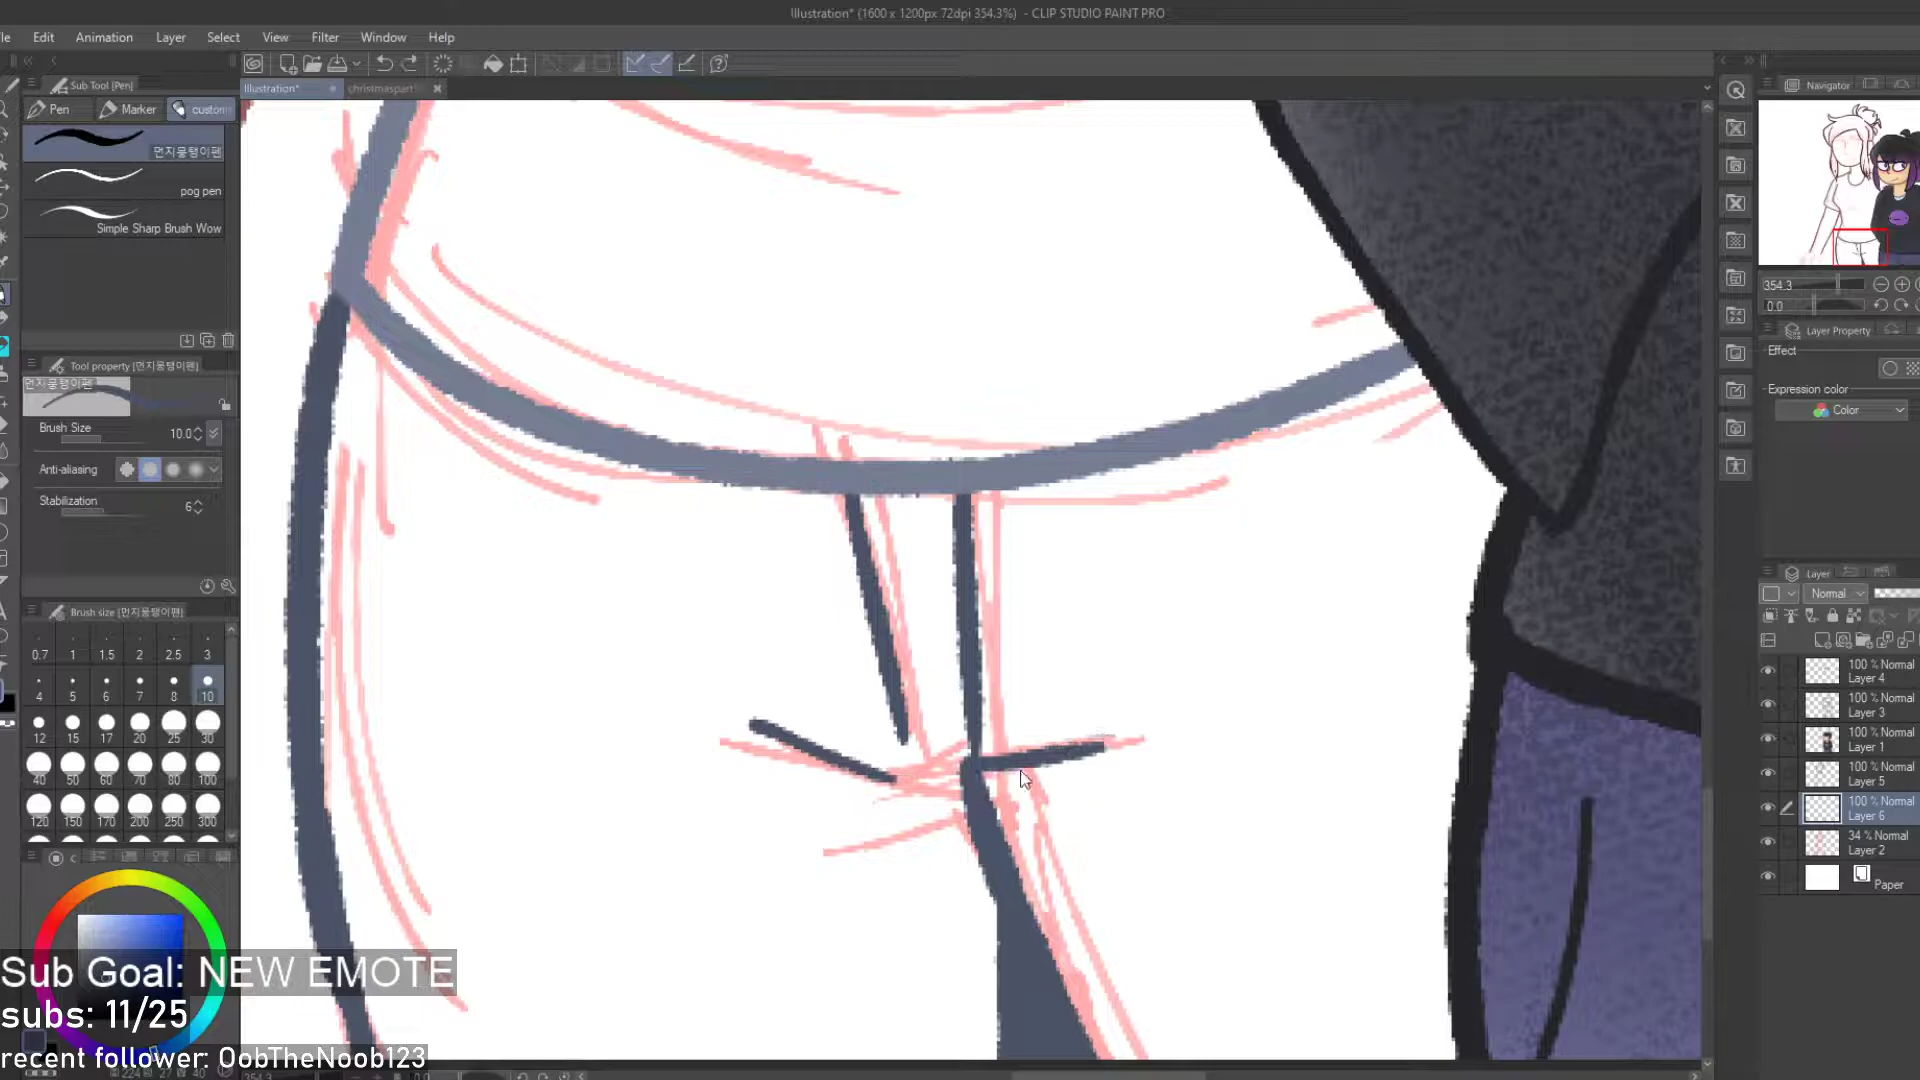 Illustration* (1600 x 1200px 72dpi 354.3%) - CLIP STUDIO PAINT PRO
le Edit Animation Layer Select View Filter Window Help
Sub Tool [Pen]
Illustration* christmaspart
Navigator
Pen Marker custom
먼지뭉탱이펜
pog pen
Simple Sharp Brush Wow
354.3
0.0
Layer Property
Effect
Expression color
Color
Tool property [먼지뭉탱이펜]
먼지뭉탱이펜
Brush Size 10.0
Anti-aliasing
Stabilization 6
Brush size [먼지뭉탱이펜]
0.7 1 1.5 2 2.5 3
4 5 6 7 8 10
12 15 17 20 25 30
40 50 60 70 80 100
120 150 170 200 250 300
Layer
Normal
100 % Normal
Layer 4
100 % Normal
Layer 3
100 % Normal
Layer 1
100 % Normal
Layer 5
100 % Normal
Layer 6
34 % Normal
Layer 2
Paper
Sub Goal: NEW EMOTE
subs: 11/25
recent follower: OobTheNoob123